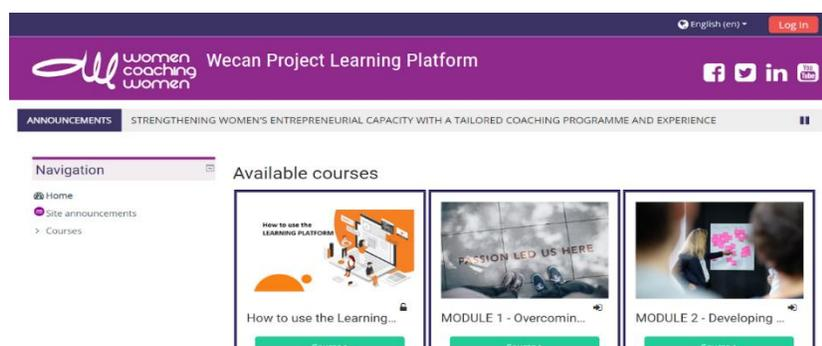 English (en)
Log In
women
coaching
women
Wecan Project Learning Platform
You
Tube
ANNOUNCEMENTS
STRENGTHENING WOMEN'S ENTREPRENEURIAL CAPACITY WITH A TAILORED COACHING PROGRAMME AND EXPERIENCE
Navigation
Home
Site announcements
Courses
Available courses
How to use the
LEARNING PLATFORM
PASSION LED US HERE
How to use the Learning...
MODULE 1 - Overcomin...
MODULE 2 - Developing ...